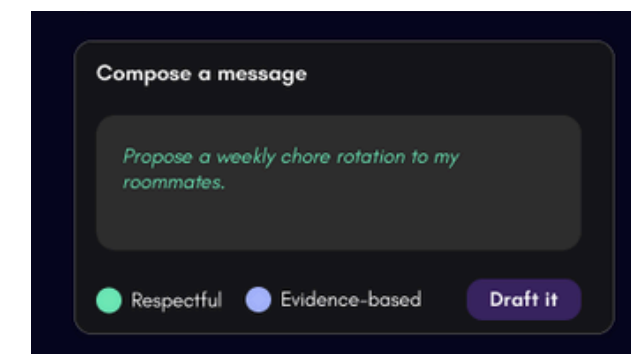 Compose a message
Propose a weekly chore rotation to my
roommates.
Respectful Evidence-based Draft it